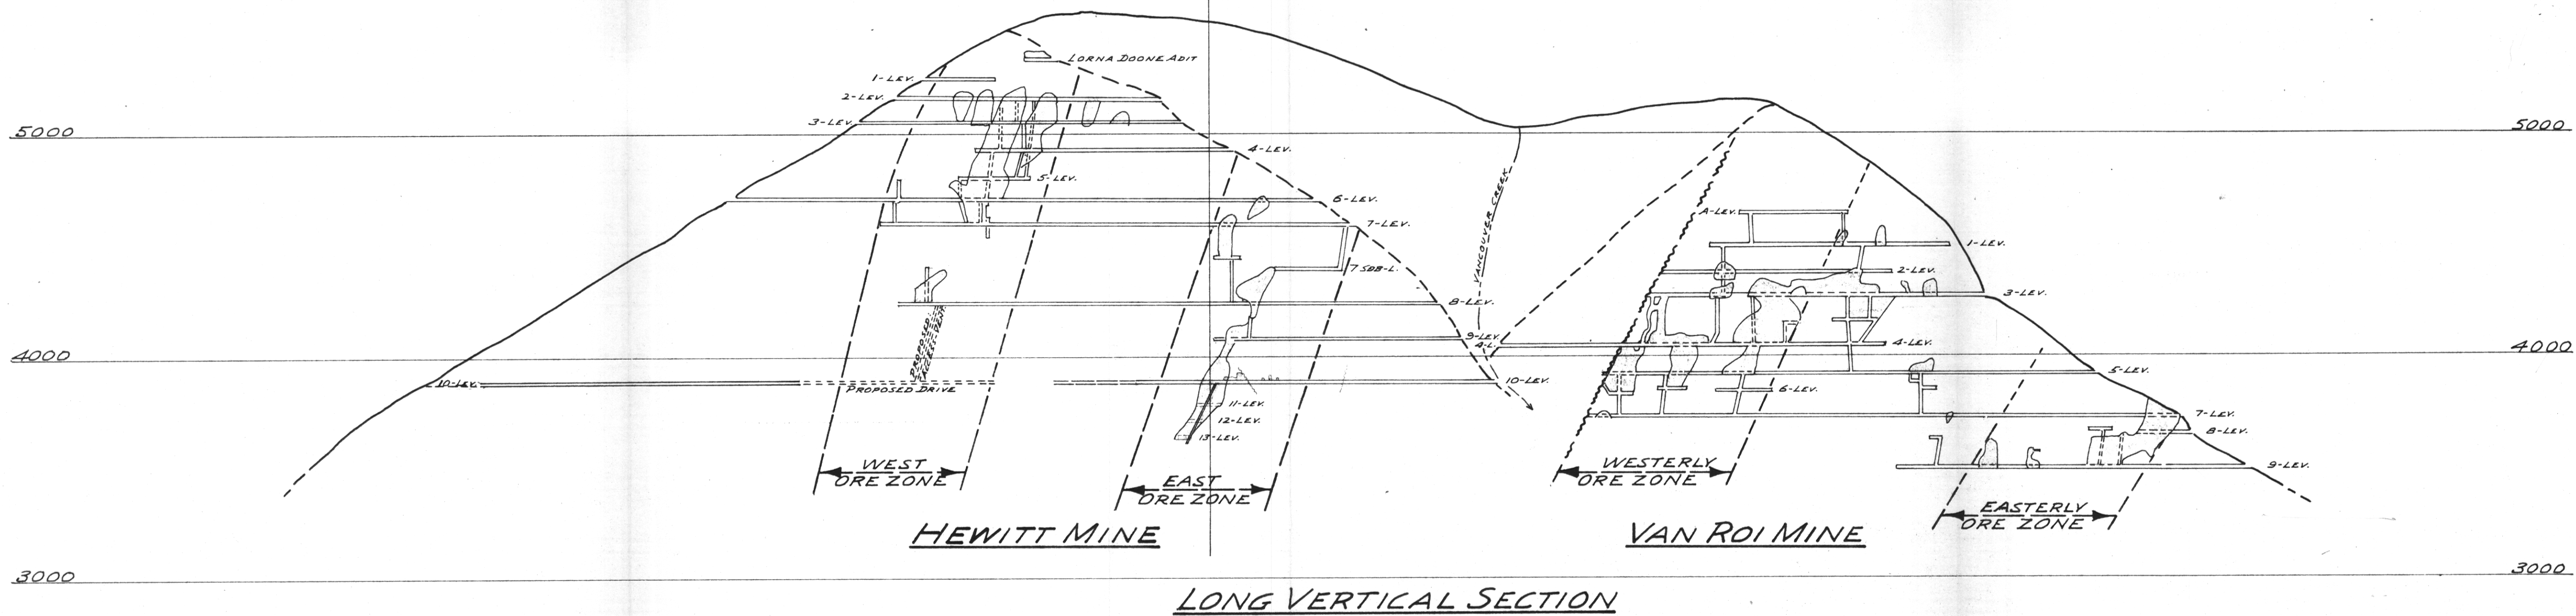 LORNA DOONE ADIT
1-LEV.
2-LEV.
3-LEV.
5000
5000
4-LEV.
5-LEV.
6-LEV.
7-LEV.
7 SUB-L.
8-LEV.
9-LEV.
VANCOUVER CREEK
A-LEV.
1-LEV.
2-LEV.
3-LEV.
4-L.
4-LEV.
4000
4000
5-LEV.
6-LEV.
7-LEV.
8-LEV.
9-LEV.
10-LEV.
PROPOSED
PROPOSED DRIVE
10-LEV.
11-LEV.
12-LEV.
13-LEV.
WEST
ORE ZONE
EAST
ORE ZONE
WESTERLY
ORE ZONE
EASTERLY
ORE ZONE
HEWITT MINE
VAN ROI MINE
3000
3000
LONG VERTICAL SECTION